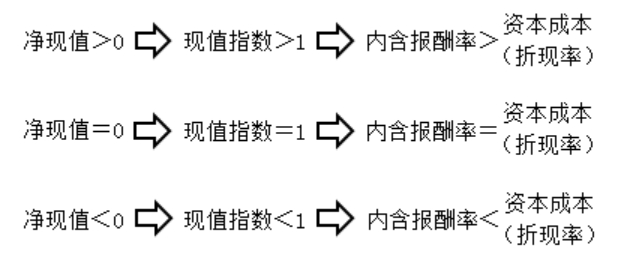 净现值＞0 ⇨ 现值指数＞1 ⇨ 内含报酬率＞资本成本
（折现率）
净现值＝0 ⇨ 现值指数＝1 ⇨ 内含报酬率＝资本成本
（折现率）
净现值＜0 ⇨ 现值指数＜1 ⇨ 内含报酬率＜资本成本
（折现率）